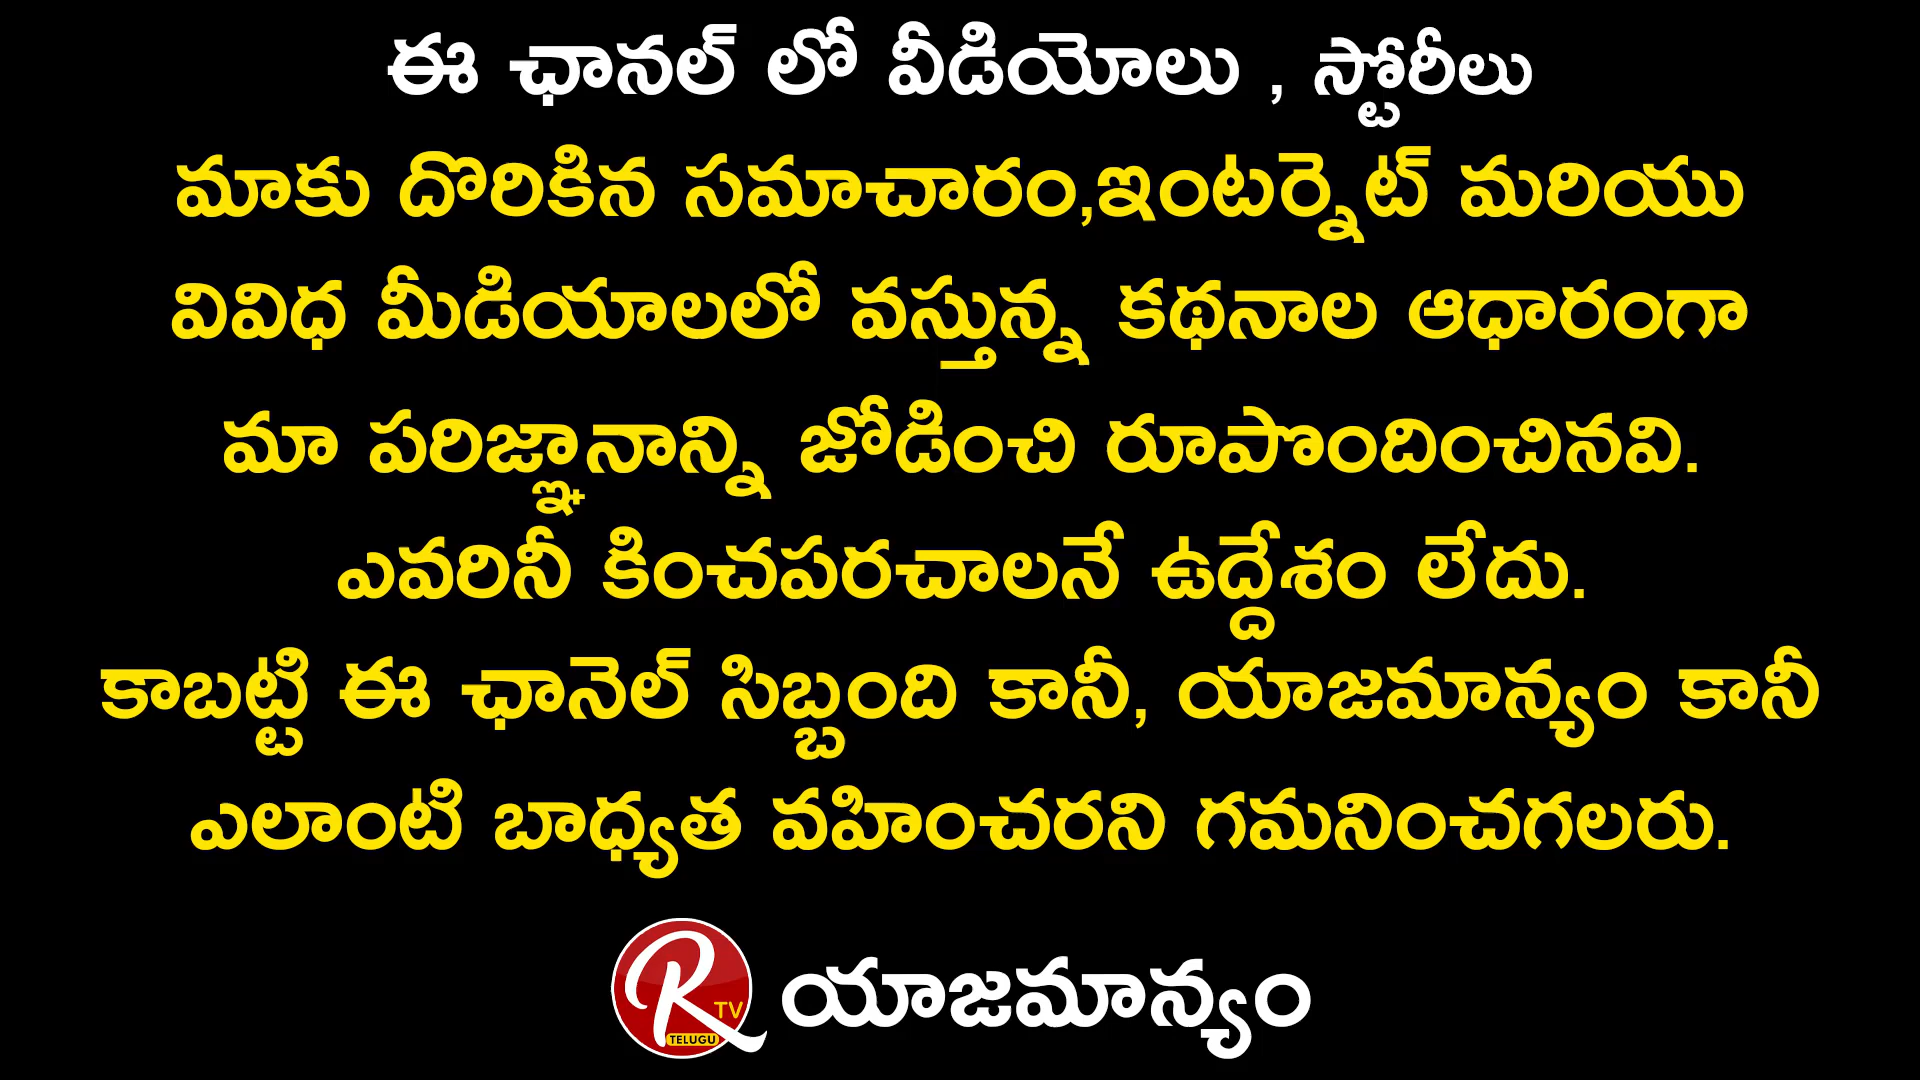 ఈ ఛానల్ లో వీడియోలు , స్టోరీలు
మాకు దొరికిన సమాచారం,ఇంటర్నెట్ మరియు
వివిధ మీడియాలలో వస్తున్న కథనాల ఆధారంగా
మా పరిజ్ఞానాన్ని జోడించి రూపొందించినవి.
ఎవరినీ కించపరచాలనే ఉద్దేశం లేదు.
కాబట్టి ఈ ఛానెల్ సిబ్బంది కానీ, యాజమాన్యం కానీ
ఎలాంటి బాధ్యత వహించరని గమనించగలరు.
R TV TELUGU యాజమాన్యం